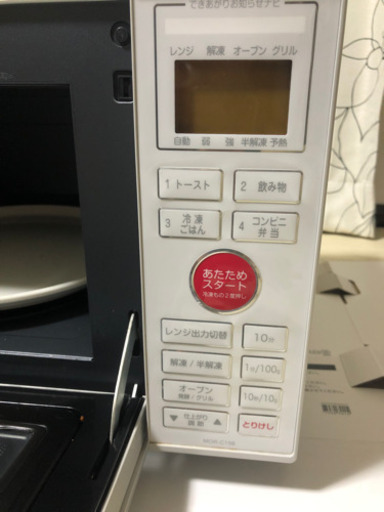 できあがりお知らせナビ
レンジ 解凍 オーブン グリル
自動 弱 強 半解凍 予熱
1 トースト
2 飲み物
3 冷凍
ごはん
4 コンビニ
弁当
あたため
スタート
冷凍もの2度押し
レンジ出力切替
10分
解凍 / 半解凍
1分/100g
オーブン
発酵 / グリル
10秒/10g
▼ 仕上がり
調節 ▲
とりけし